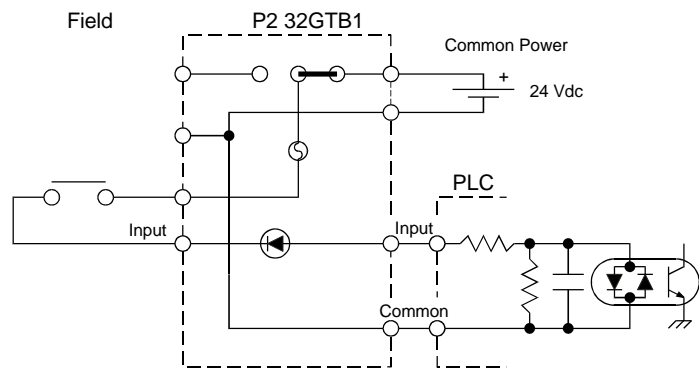 Field
P2 32GTB1
Common Power
+
24 Vdc
PLC
Input
Input
Common